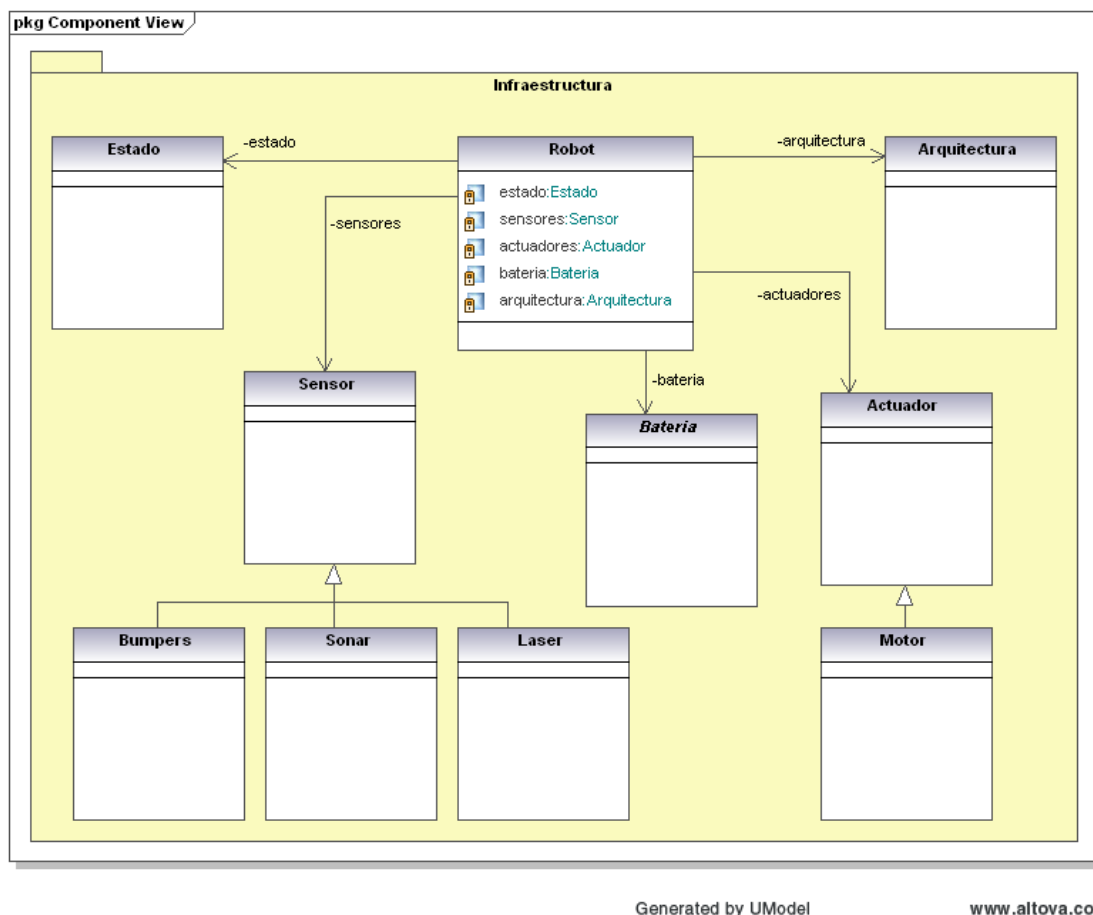 pkg Component View
Infraestructura
Estado
-estado
Robot
-arquitectura
Arquitectura
estado:Estado
sensores:Sensor
actuadores:Actuador
bateria:Bateria
arquitectura:Arquitectura
-sensores
-actuadores
-bateria
Sensor
Bateria
Actuador
Bumpers
Sonar
Laser
Motor
Generated by UModel
www.altova.co